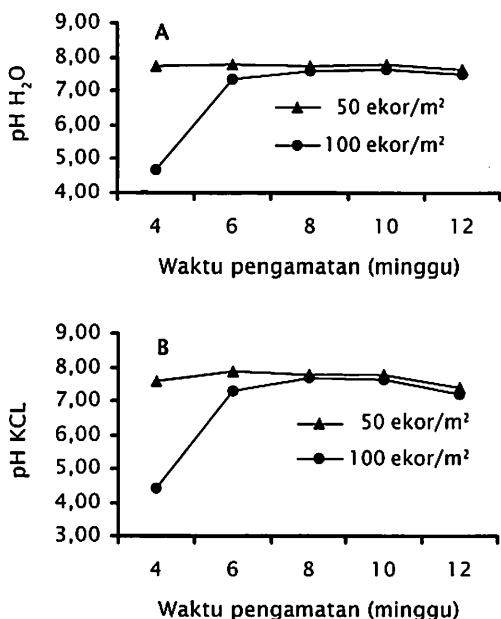 A
9,00
8,00
7,00
6,00
5,00
4,00
pH H₂O
50 ekor/m²
100 ekor/m²
4 6 8 10 12
Waktu pengamatan (minggu)
B
9,00
8,00
7,00
6,00
5,00
4,00
3,00
pH KCL
50 ekor/m²
100 ekor/m²
4 6 8 10 12
Waktu pengamatan (minggu)